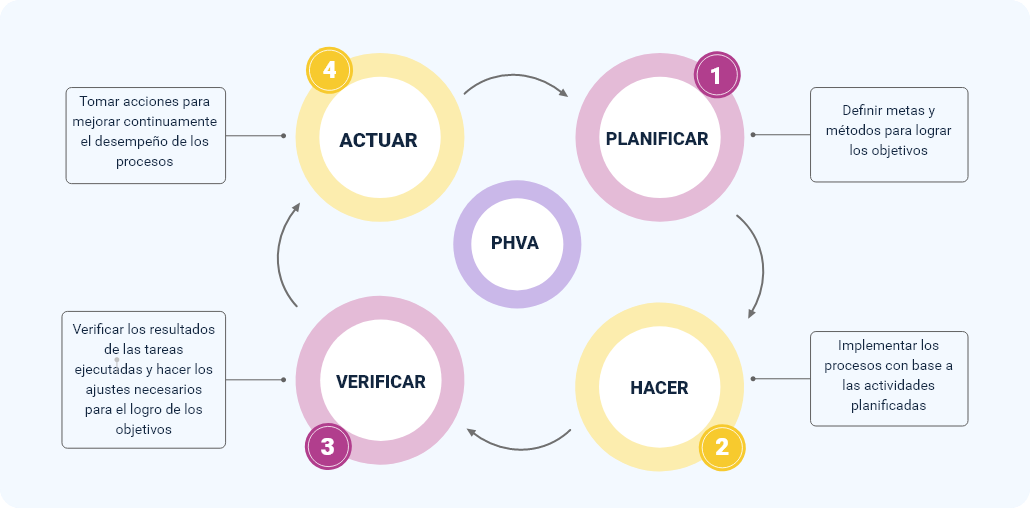 4
ACTUAR
Tomar acciones para
mejorar continuamente
el desempeño de los
procesos
1
PLANIFICAR
Definir metas y
métodos para lograr
los objetivos
PHVA
Verificar los resultados
de las tareas
ejecutadas y hacer los
ajustes necesarios
para el logro de los
objetivos
VERIFICAR
3
HACER
2
Implementar los
procesos con base a
las actividades
planificadas